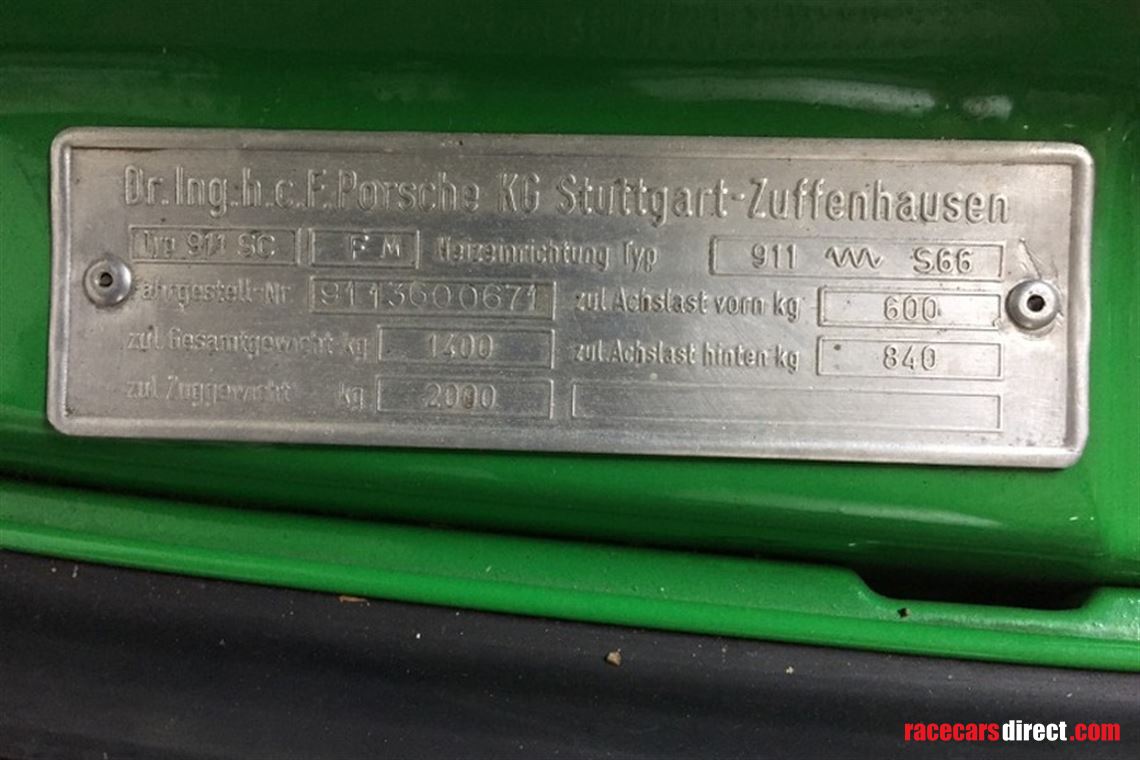 Dr.Ing.h.c.F.Porsche KG Stuttgart-Zuffenhausen
Typ 911 SC F M Heizeinrichtung Typ 911 S66
Fahrgestell-Nr. 9113600671 zul.Achslast vorn kg 600
zul.Gesamtgewicht kg 1400 zul.Achslast hinten kg 840
zul.Zuggewicht kg 2000
racecarsdirect.com